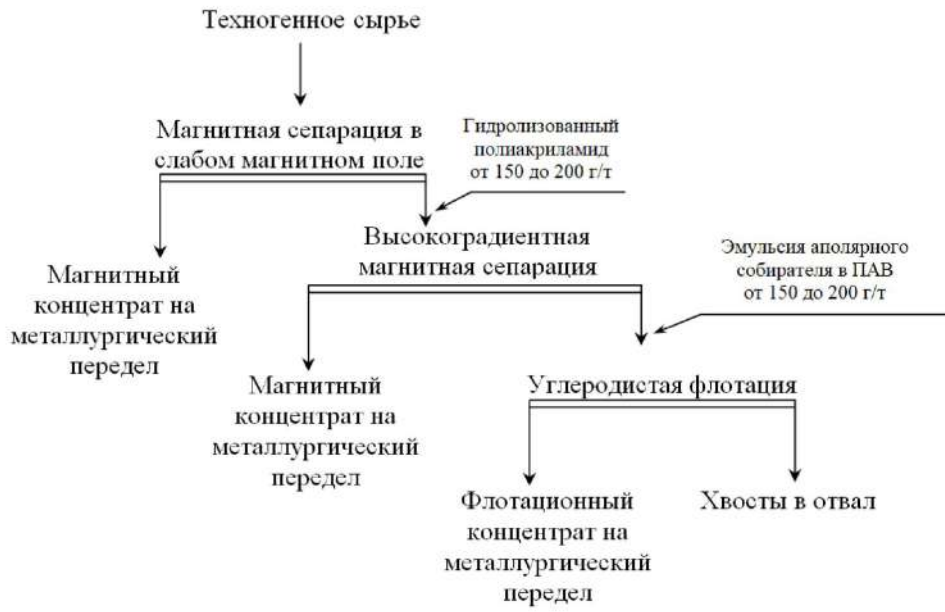 Техногенное сырье
Магнитная сепарация в
слабом магнитном поле
Гидролизованный
полиакриламид
от 150 до 200 г/т
Магнитный
концентрат на
металлургический
передел
Высокоградиентная
магнитная сепарация
Эмульсия аполярного
собирателя в ПАВ
от 150 до 200 г/т
Магнитный
концентрат на
металлургический
передел
Углеродистая флотация
Флотационный
концентрат на
металлургический
передел
Хвосты в отвал